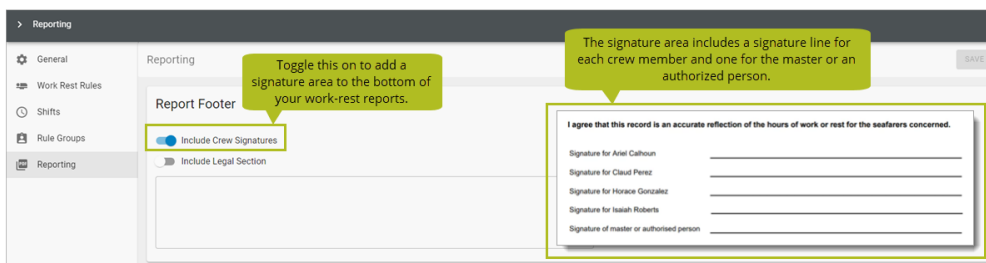 > Reporting
General
Work Rest Rules
Shifts
Rule Groups
Reporting
Reporting
SAVE
Toggle this on to add a
signature area to the bottom of
your work-rest reports.
Report Footer
Include Crew Signatures
Include Legal Section
The signature area includes a signature line for
each crew member and one for the master or an
authorized person.
I agree that this record is an accurate reflection of the hours of work or rest for the seafarers concerned.
Signature for Ariel Calhoun
Signature for Claud Perez
Signature for Horace Gonzalez
Signature for Isaiah Roberts
Signature of master or authorised person